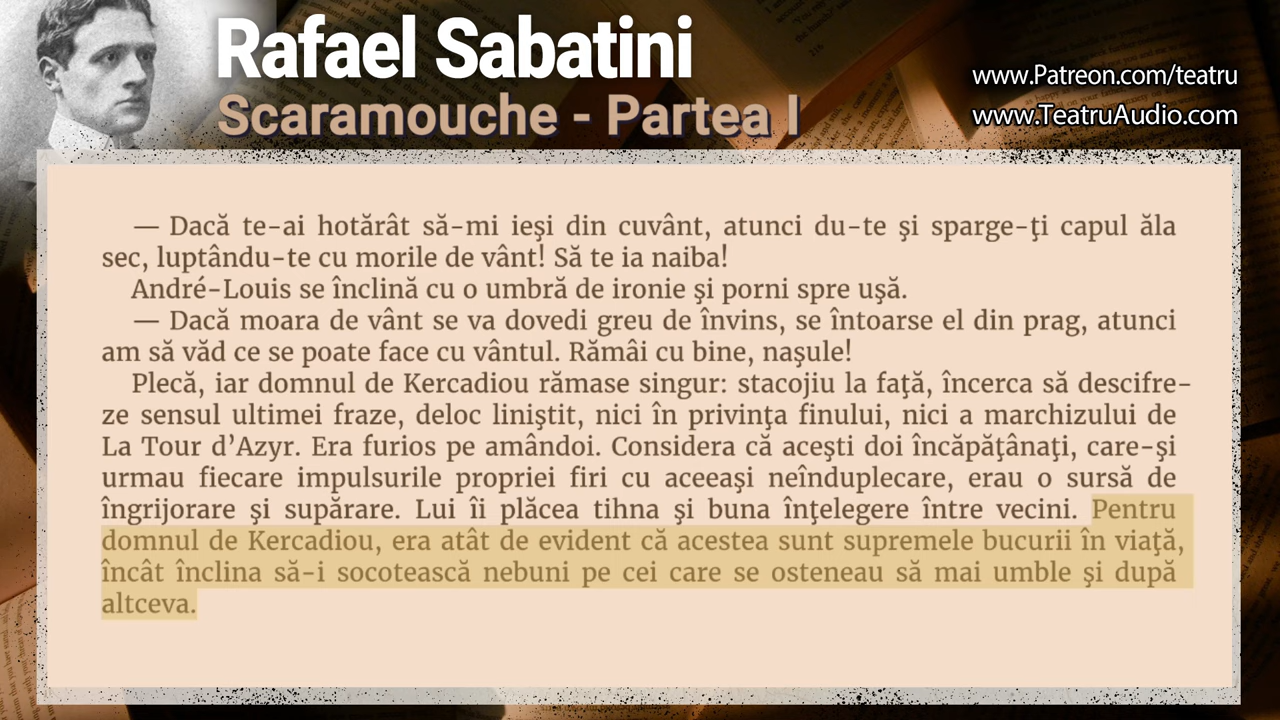 Rafael Sabatini
Scaramouche - Partea I
www.Patreon.com/teatru
www.TeatruAudio.com
— Dacă te-ai hotărât să-mi ieşi din cuvânt, atunci du-te şi sparge-ţi capul ăla
sec, luptându-te cu morile de vânt! Să te ia naiba!
André-Louis se înclină cu o umbră de ironie şi porni spre uşă.
— Dacă moara de vânt se va dovedi greu de învins, se întoarse el din prag, atunci
am să văd ce se poate face cu vântul. Rămâi cu bine, naşule!
Plecă, iar domnul de Kercadiou rămase singur: stacojiu la faţă, încerca să descifre-
ze sensul ultimei fraze, deloc liniştit, nici în privinţa finului, nici a marchizului de
La Tour d’Azyr. Era furios pe amândoi. Considera că aceşti doi încăpăţânaţi, care-şi
urmau fiecare impulsurile propriei firi cu aceeaşi neînduplecare, erau o sursă de
îngrijorare şi supărare. Lui îi plăcea tihna şi buna înţelegere între vecini. Pentru
domnul de Kercadiou, era atât de evident că acestea sunt supremele bucurii în viaţă,
încât înclina să-i socotească nebuni pe cei care se osteneau să mai umble şi după
altceva.